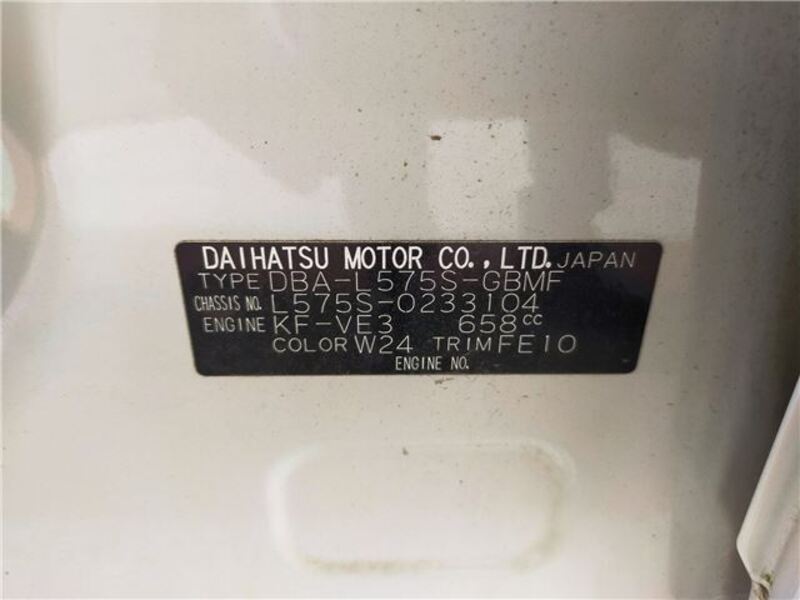 DAIHATSU MOTOR CO., LTD. JAPAN
TYPE DBA-L575S-GBMF
CHASSIS NO. L575S-0233104
ENGINE KF-VE3 658cc
COLOR W24 TRIM FE10
ENGINE NO.